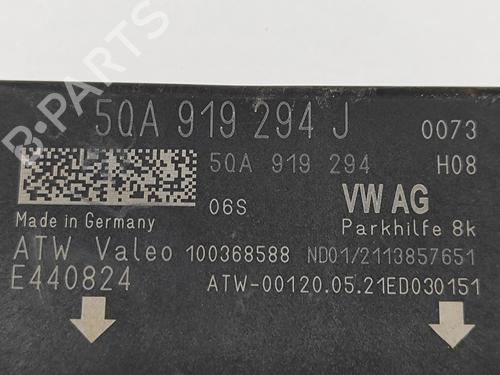 5QA 919 294 J 0073
5QA 919 294 H08
06S VW AG
Made in Germany Parkhilfe 8k
ATW Valeo 100368588 ND01/2113857651
E440824 ATW-00120.05.21ED030151
B-PARTS